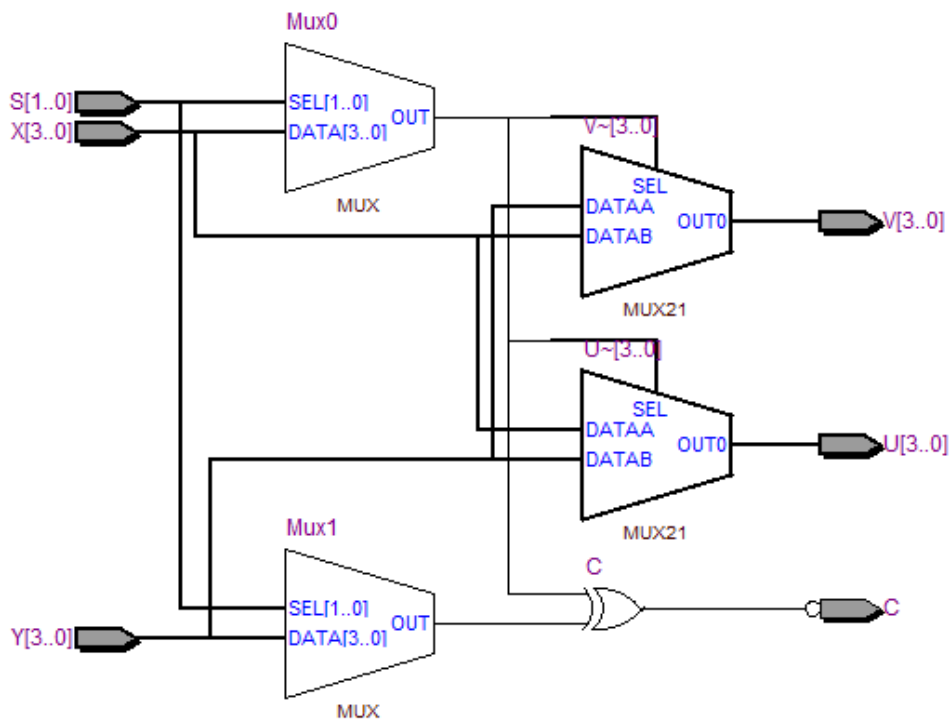 Mux0
S[1..0]
SEL[1..0]
OUT
X[3..0]
DATA[3..0]
MUX
V~[3..0]
SEL
DATAA
OUT0
V[3..0]
DATAB
MUX21
U~[3..0]
SEL
DATAA
OUT0
U[3..0]
DATAB
MUX21
Mux1
C
SEL[1..0]
OUT
C
Y[3..0]
DATA[3..0]
MUX